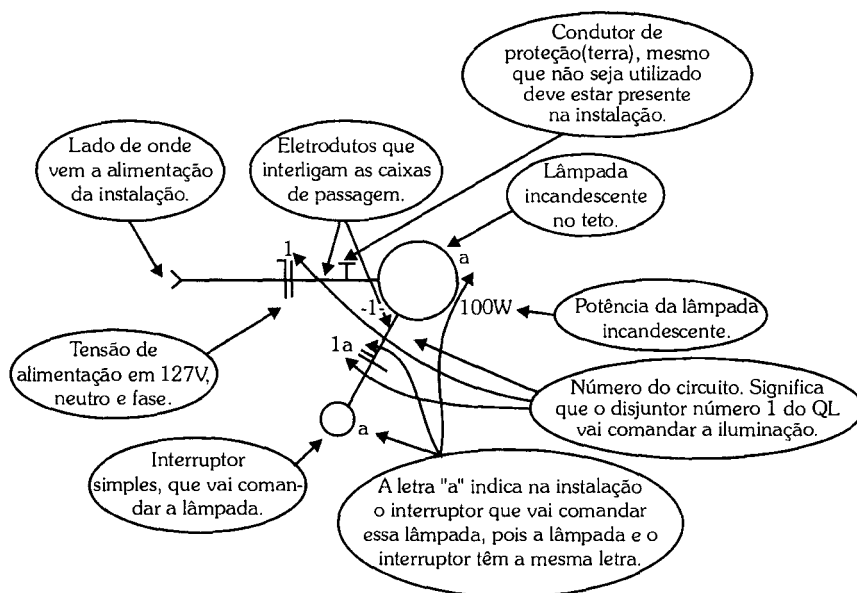 Condutor de
proteção(terra), mesmo
que não seja utilizado
deve estar presente
na instalação.
Lado de onde
vem a alimentação
da instalação.
Eletrodutos que
interligam as caixas
de passagem.
Lâmpada
incandescente
no teto.
1
a
-1-
100W
Potência da lâmpada
incandescente.
1a
Tensão de
alimentação em 127V,
neutro e fase.
Número do circuito. Significa
que o disjuntor número 1 do QL
vai comandar a iluminação.
a
Interruptor
simples, que vai coman-
dar a lâmpada.
A letra "a" indica na instalação
o interruptor que vai comandar
essa lâmpada, pois a lâmpada e o
interruptor têm a mesma letra.